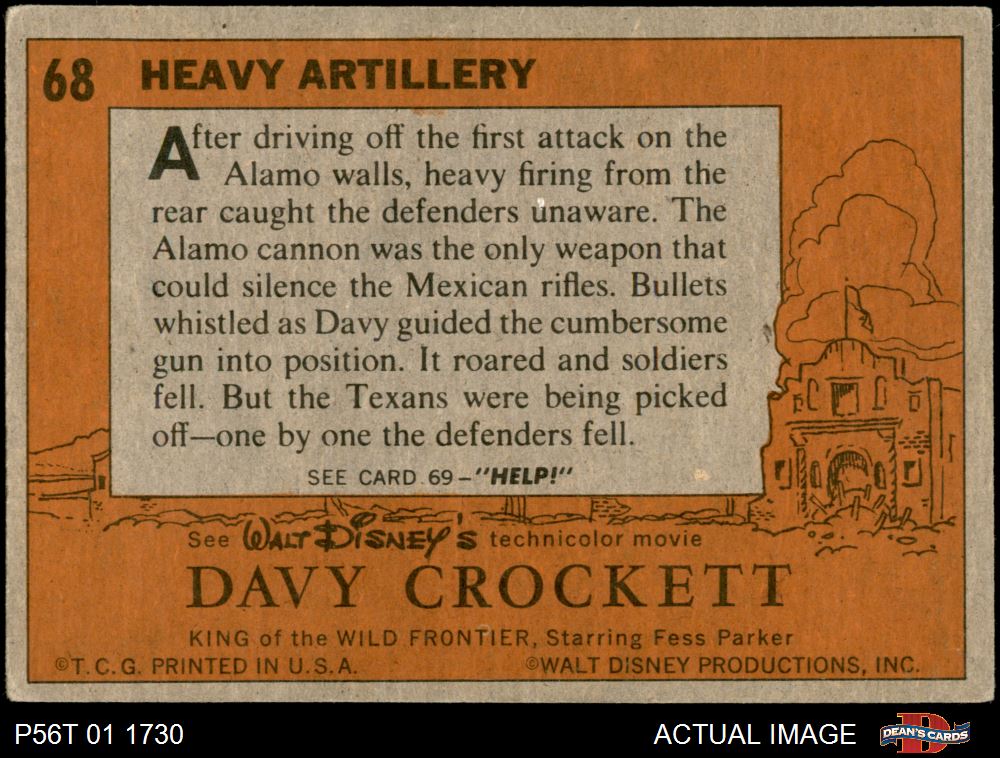 68 HEAVY ARTILLERY
After driving off the first attack on the
Alamo walls, heavy firing from the
rear caught the defenders unaware. The
Alamo cannon was the only weapon that
could silence the Mexican rifles. Bullets
whistled as Davy guided the cumbersome
gun into position. It roared and soldiers
fell. But the Texans were being picked
off—one by one the defenders fell.
SEE CARD 69–"HELP!"
See WALT DISNEY'S technicolor movie
DAVY CROCKETT
KING of the WILD FRONTIER, Starring Fess Parker
©T.C.G. PRINTED IN U.S.A. ©WALT DISNEY PRODUCTIONS, INC.
P56T 01 1730 ACTUAL IMAGE DEAN'S CARDS